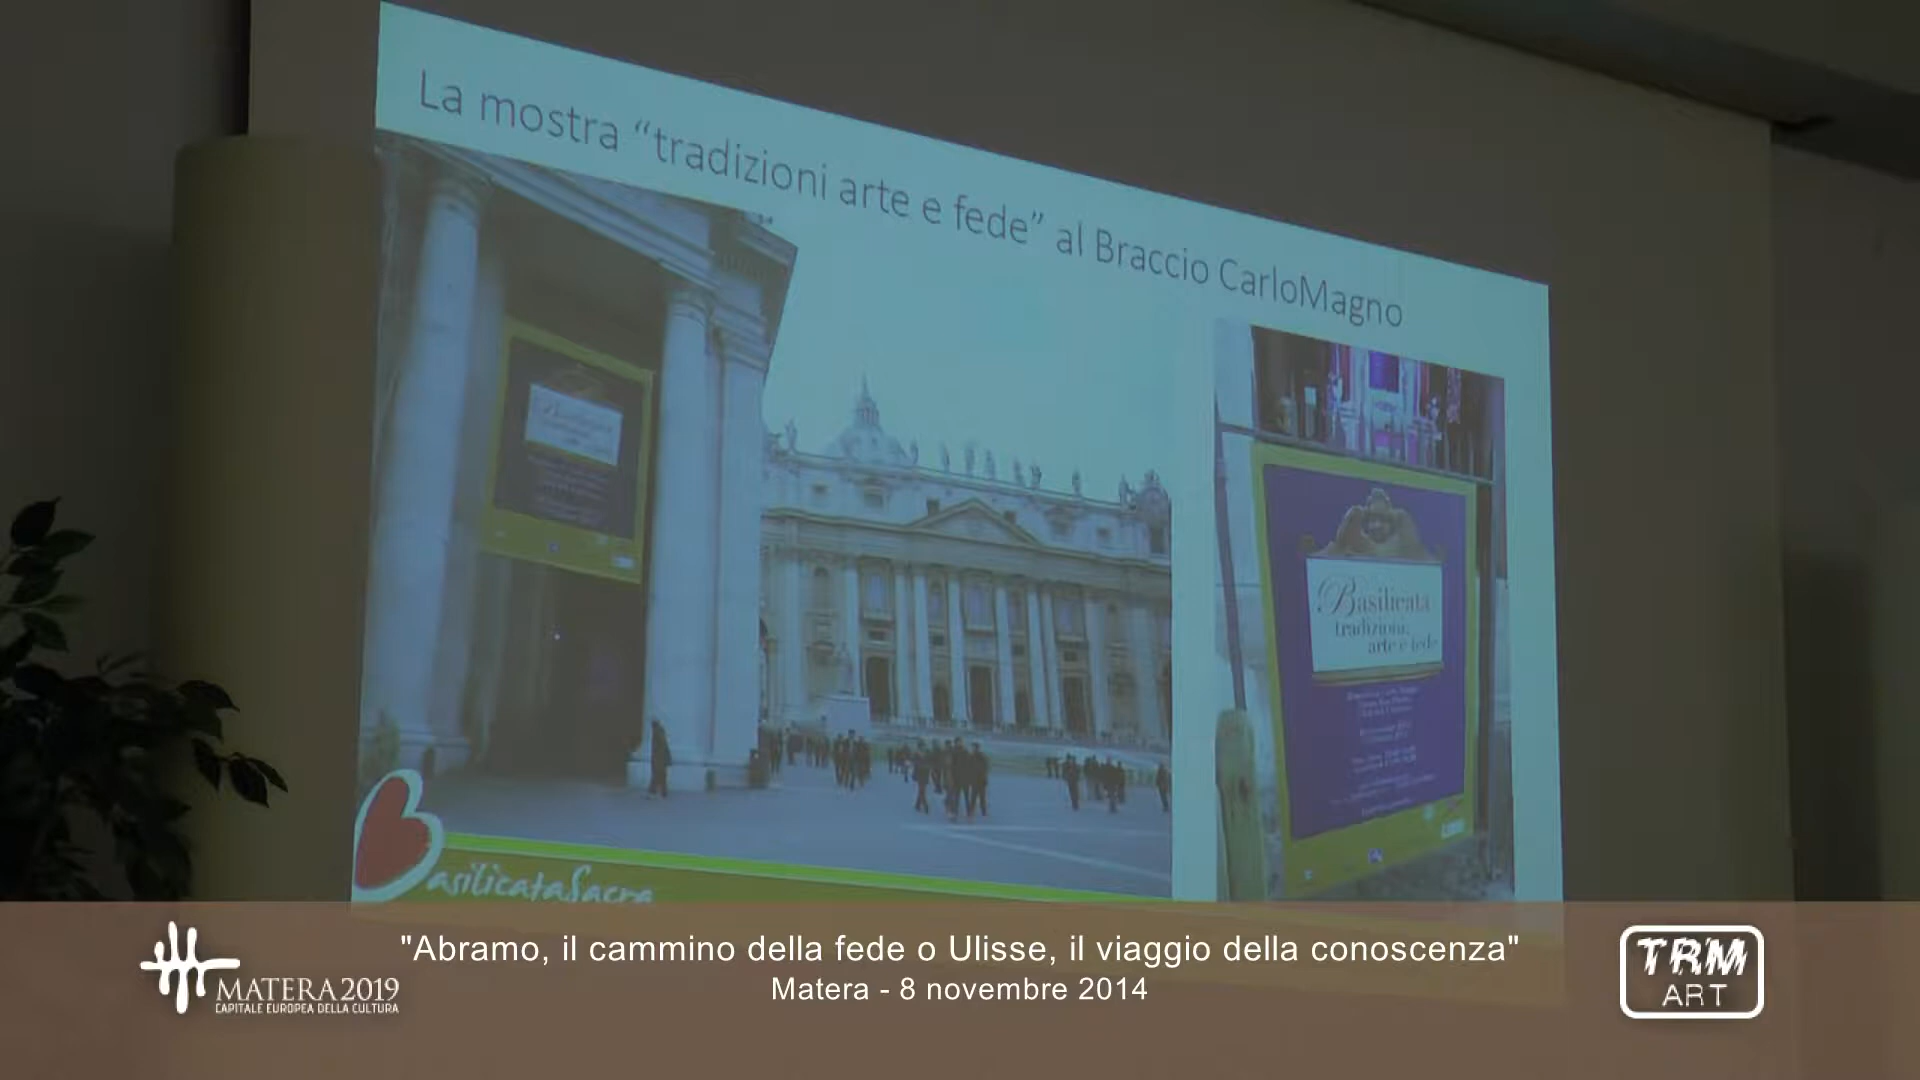 La mostra “tradizioni arte e fede” al Braccio CarloMagno
Basilicata
tradizioni,
arte e fede
BasilicataSacra
MATERA 2019
CAPITALE EUROPEA DELLA CULTURA
"Abramo, il cammino della fede o Ulisse, il viaggio della conoscenza"
Matera - 8 novembre 2014
TRM
ART